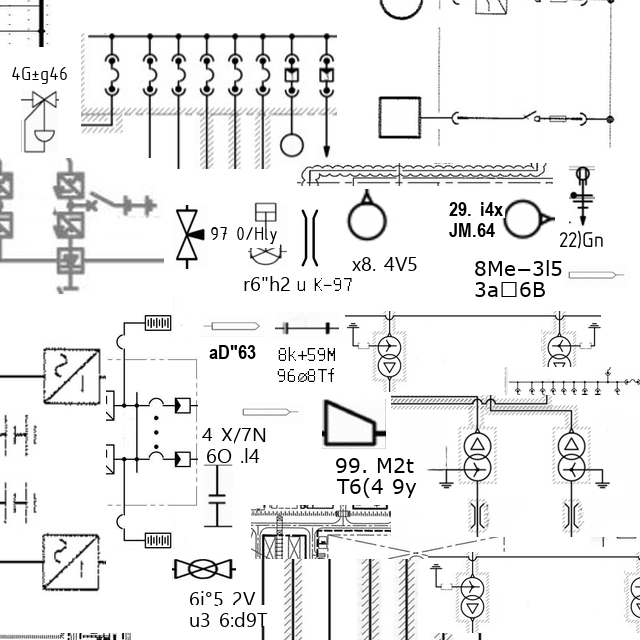 4G±g46
97 0/Hly
29. i4x
JM.64
22)Gn
x8. 4V5
r6"h2 u K-97
8Me−3l5
3a□6B
aD"63
8k+59M
96⌀8Tf
4 X/7N
6O .l4
99. M2t
T6(4 9y
6i°5 2V
u3 6:d9T